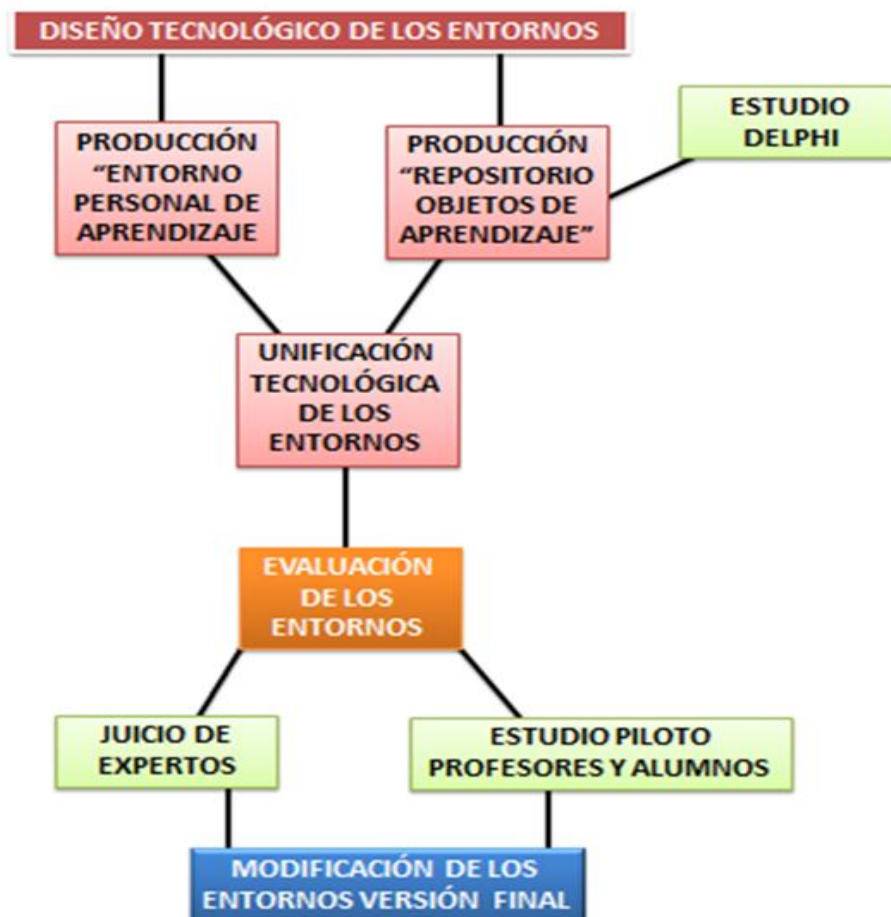 DISEÑO TECNOLÓGICO DE LOS ENTORNOS
ESTUDIO
DELPHI
PRODUCCIÓN
“ENTORNO
PERSONAL DE
APRENDIZAJE
PRODUCCIÓN
“REPOSITORIO
OBJETOS DE
APRENDIZAJE”
UNIFICACIÓN
TECNOLÓGICA
DE LOS
ENTORNOS
EVALUACIÓN
DE LOS
ENTORNOS
JUICIO DE
EXPERTOS
ESTUDIO PILOTO
PROFESORES Y ALUMNOS
MODIFICACIÓN DE LOS
ENTORNOS VERSIÓN FINAL